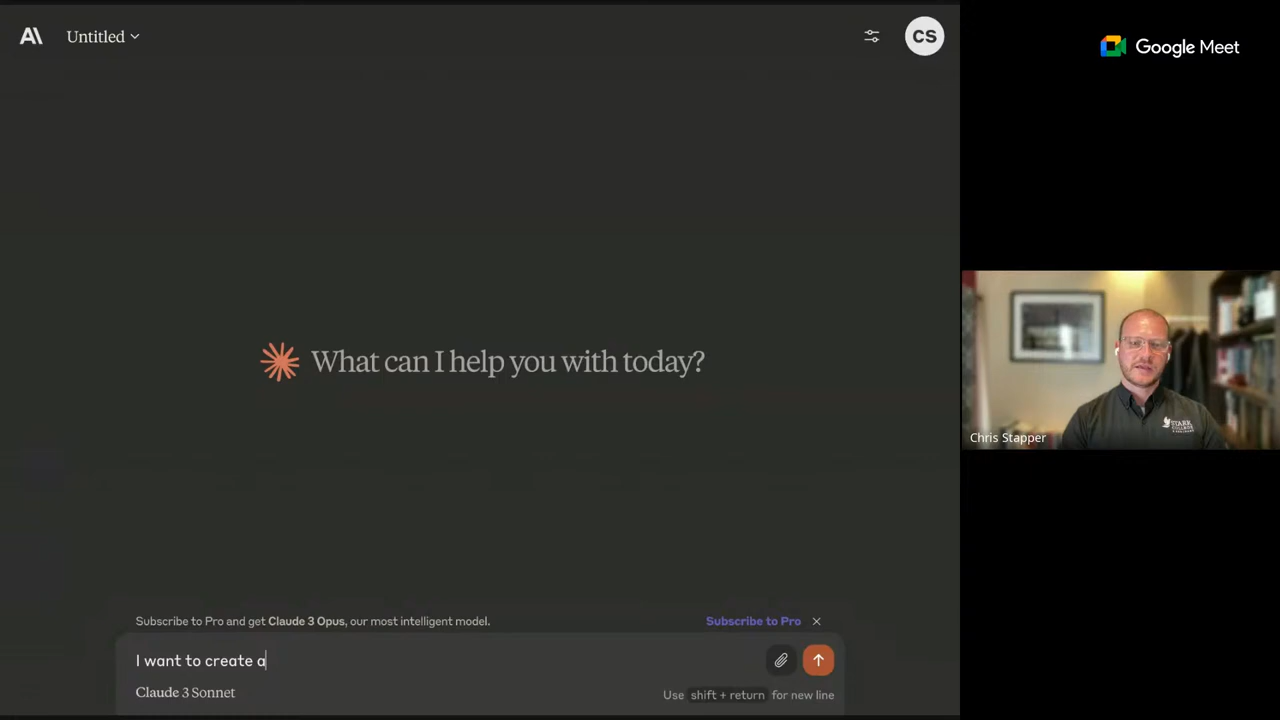 Untitled
CS
Google Meet
What can I help you with today?
Chris Stapper
Subscribe to Pro and get Claude 3 Opus, our most intelligent model.
Subscribe to Pro
I want to create a
Claude 3 Sonnet
Use shift + return for new line
STARK
COLLEGE